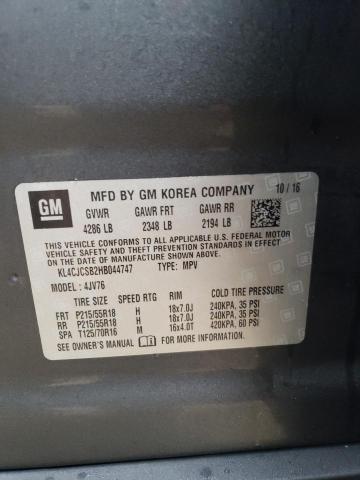 GM
MFD BY GM KOREA COMPANY 10/16
GVWR GAWR FRT GAWR RR
4286 LB 2348 LB 2194 LB
THIS VEHICLE CONFORMS TO ALL APPLICABLE U.S. FEDERAL MOTOR
VEHICLE SAFETY AND THEFT PREVENTION STANDARDS IN
EFFECT ON THE DATE OF MANUFACTURE SHOWN ABOVE.
KL4CJCSB2HB044747 TYPE: MPV
MODEL: 4JV76
TIRE SIZE SPEED RTG RIM COLD TIRE PRESSURE
FRT P215/55R18 H 18x7.0J 240KPA, 35 PSI
RR P215/55R18 H 18x7.0J 240KPA, 35 PSI
SPA T125/70R16 M 16x4.0T 420KPA, 60 PSI
SEE OWNER'S MANUAL FOR MORE INFORMATION.